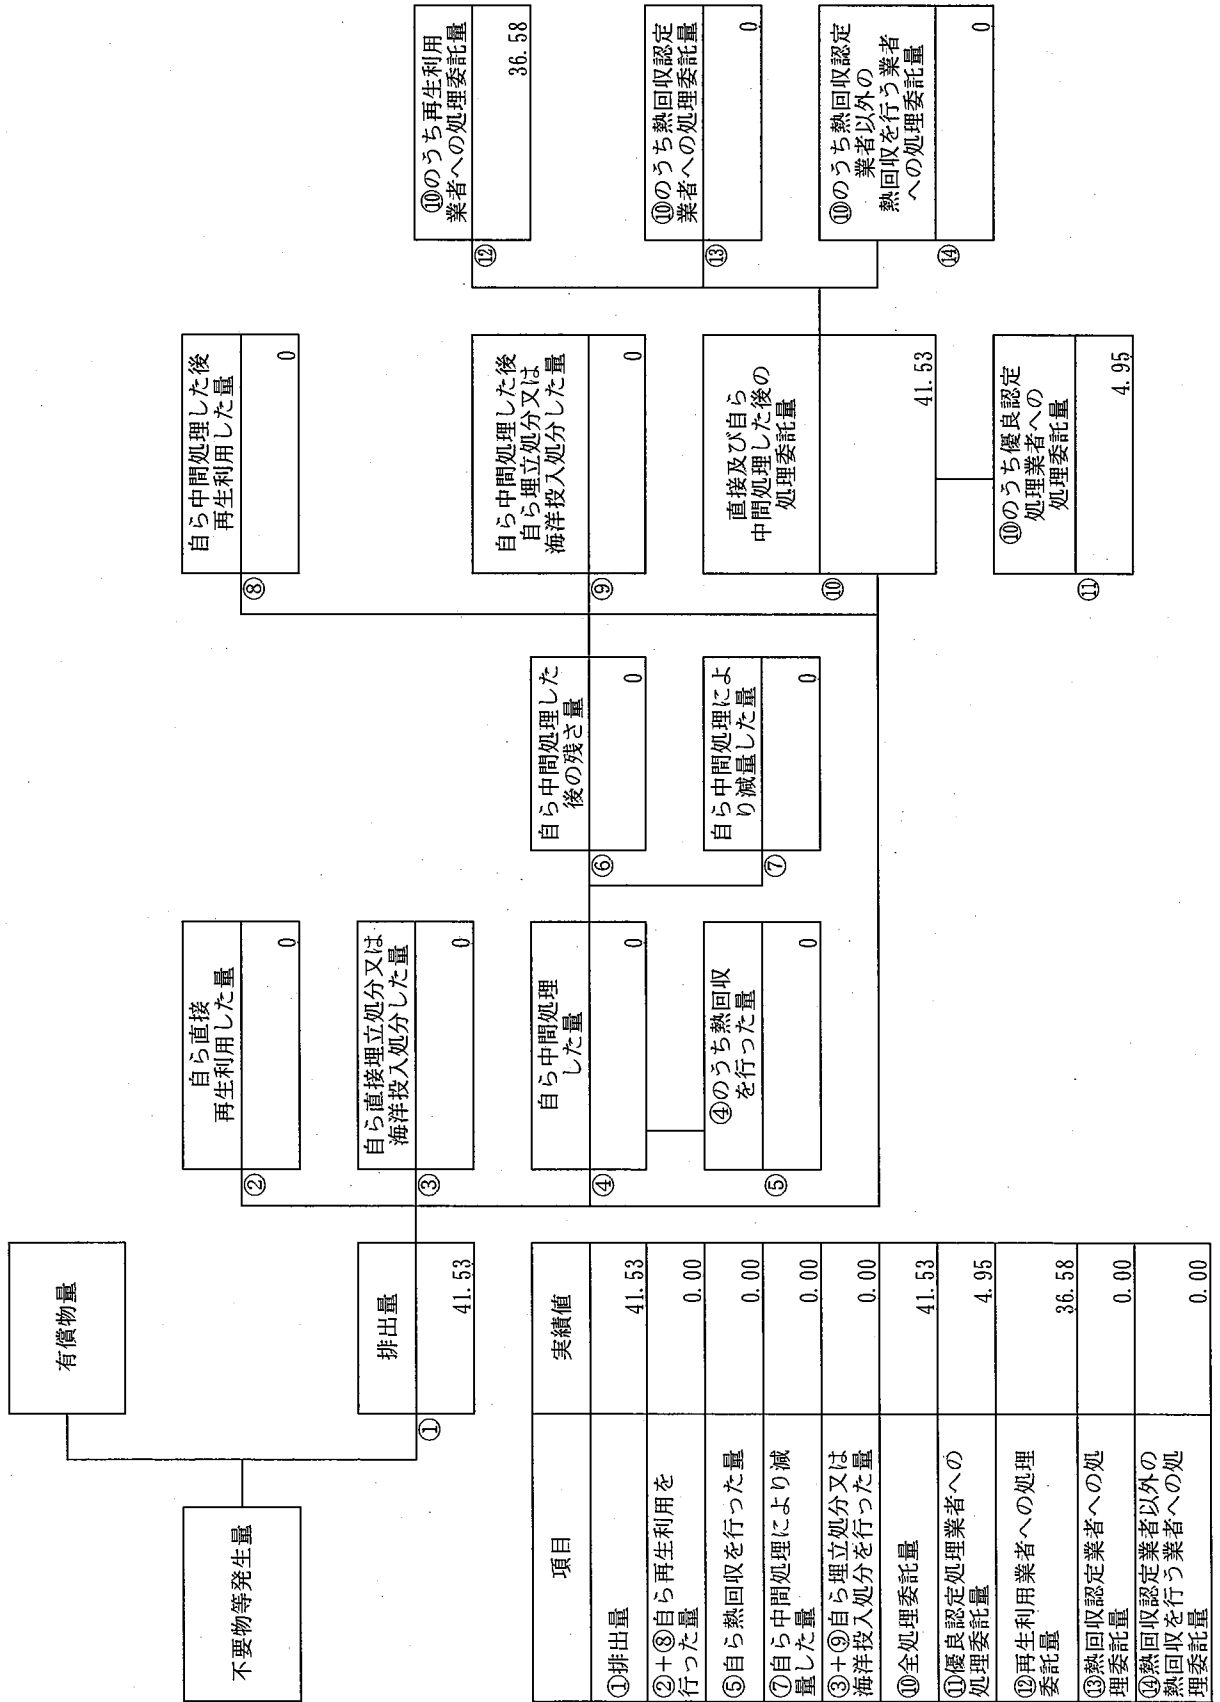 不要物等発生量
有償物量
排出量
①
41.53
自ら直接
再生利用した量
②
0
自ら直接埋立処分又は
海洋投入処分した量
③
0
自ら中間処理
した量
④
0
④のうち熱回収
を行った量
⑤
0
自ら中間処理した
後の残さ量
⑥
0
自ら中間処理によ
り減量した量
⑦
0
自ら中間処理した後
再生利用した量
⑧
0
自ら中間処理した後
自ら埋立処分又は
海洋投入処分した量
⑨
0
直接及び自ら
中間処理した後の
処理委託量
⑩
41.53
⑩のうち優良認定
処理業者への
処理委託量
⑪
4.95
⑩のうち再生利用
業者への処理委託量
⑫
36.58
⑩のうち熱回収認定
業者への処理委託量
⑬
0
⑩のうち熱回収認定
業者以外の
熱回収を行う業者
への処理委託量
⑭
0
項目 実績値
①排出量 41.53
②+⑧自ら再生利用を
行った量 0.00
⑤自ら熱回収を行った量 0.00
⑦自ら中間処理により減
量した量 0.00
③+⑨自ら埋立処分又は
海洋投入処分を行った量 0.00
⑩全処理委託量 41.53
⑪優良認定処理業者への
処理委託量 4.95
⑫再生利用業者への処理
委託量 36.58
⑬熱回収認定業者への処
理委託量 0.00
⑭熱回収認定業者以外の
熱回収を行う業者への処
理委託量 0.00